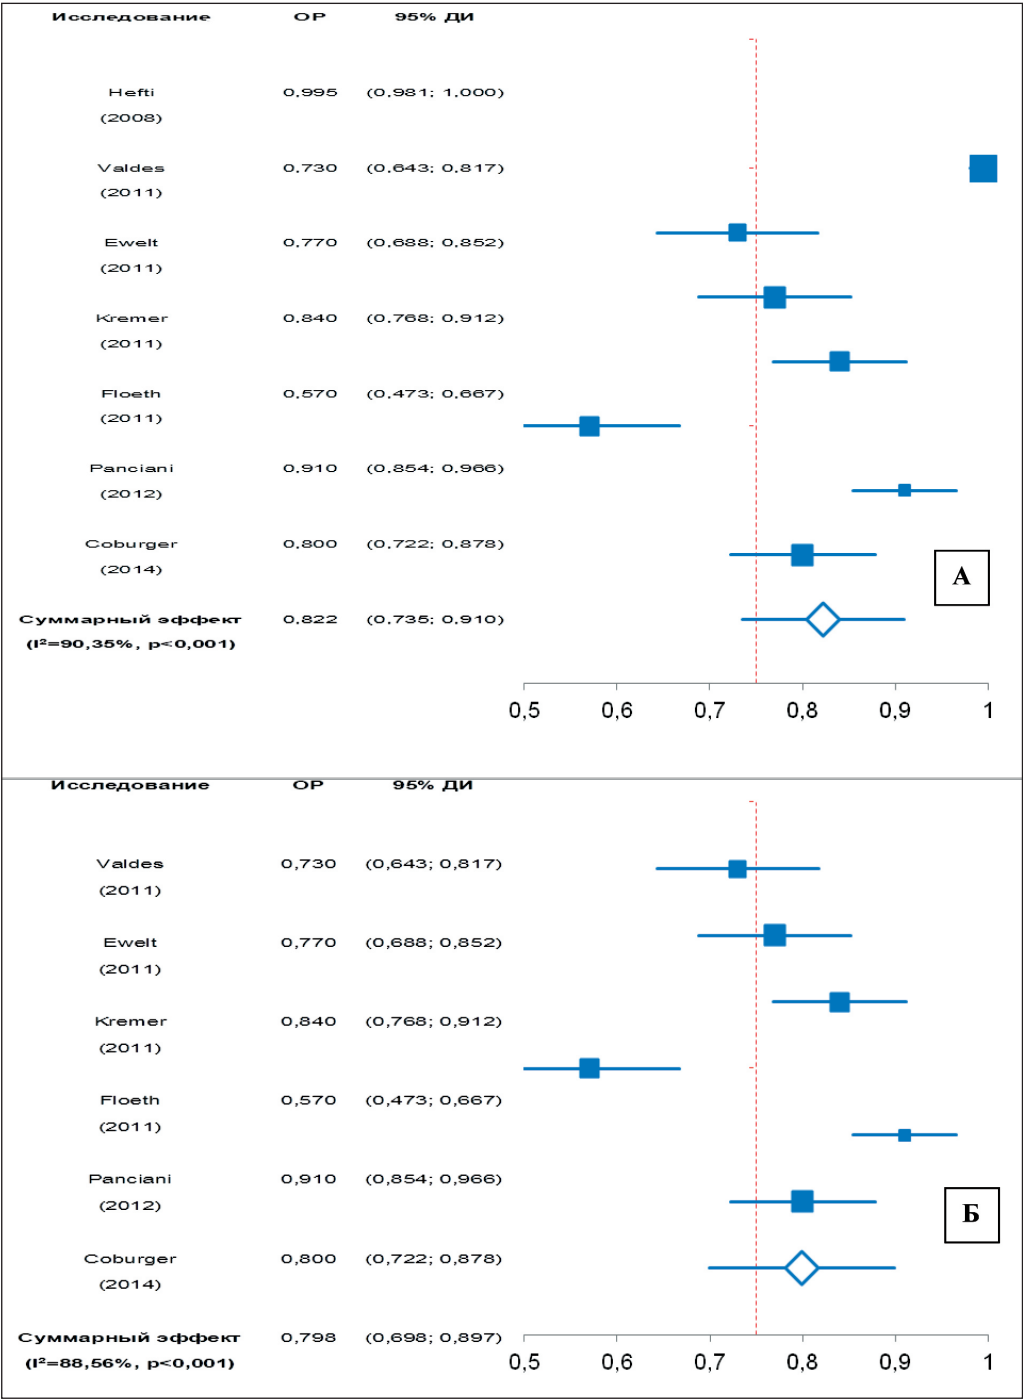 Исследование ОР 95% ДИ
Hefti 0,995 (0,981; 1,000)
(2008)
Valdes 0,730 (0,643; 0,817)
(2011)
Ewelt 0,770 (0,688; 0,852)
(2011)
Kremer 0,840 (0,768; 0,912)
(2011)
Floeth 0,570 (0,473; 0,667)
(2011)
Panciani 0,910 (0,854; 0,966)
(2012)
Coburger 0,800 (0,722; 0,878)
(2014)
А
Суммарный эффект 0,822 (0,735; 0,910)
(I²=90,35%, p<0,001)
0,5 0,6 0,7 0,8 0,9 1
Исследование ОР 95% ДИ
Valdes 0,730 (0,643; 0,817)
(2011)
Ewelt 0,770 (0,688; 0,852)
(2011)
Kremer 0,840 (0,768; 0,912)
(2011)
Floeth 0,570 (0,473; 0,667)
(2011)
Panciani 0,910 (0,854; 0,966)
(2012)
Б
Coburger 0,800 (0,722; 0,878)
(2014)
Суммарный эффект 0,798 (0,698; 0,897)
(I²=88,56%, p<0,001)
0,5 0,6 0,7 0,8 0,9 1